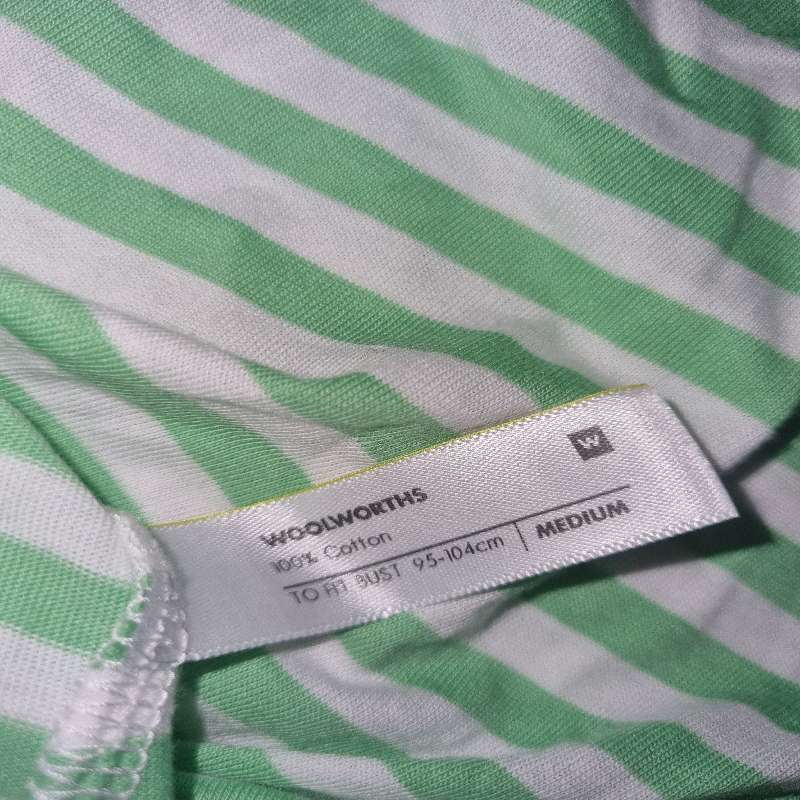 W
WOOLWORTHS
100% Cotton
TO FIT BUST 95-104cm | MEDIUM